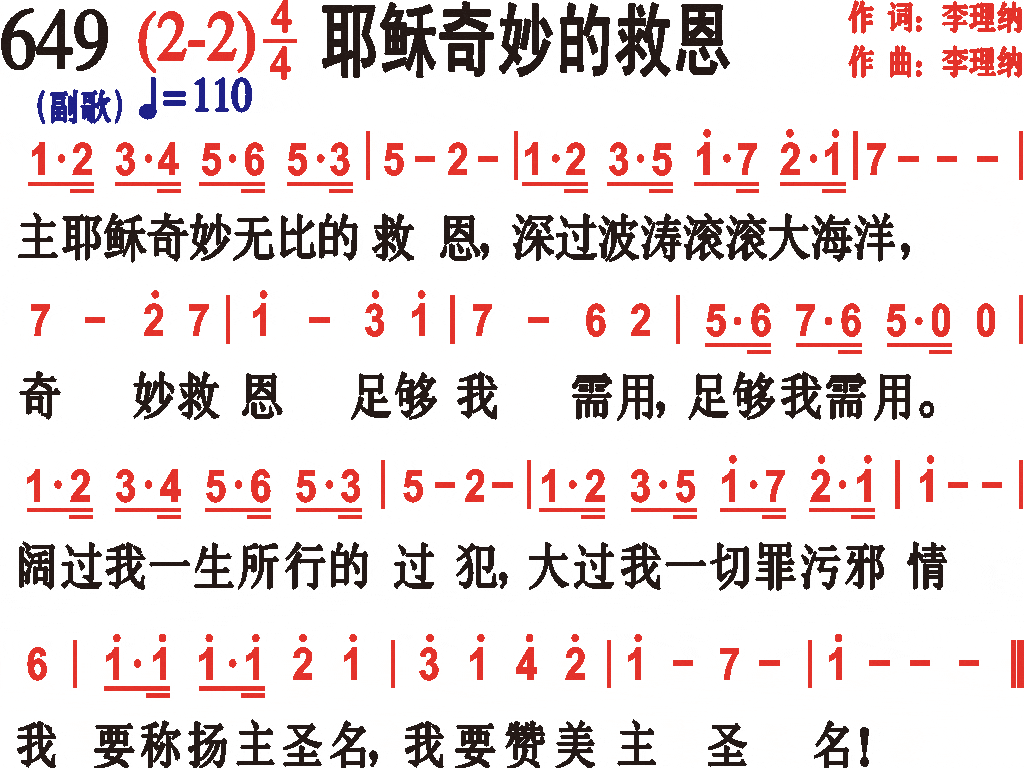 649 (2-2) 4/4 耶稣奇妙的救恩 作 词：李理纳
作 曲：李理纳
（副歌）♩=110
1·2 3·4 5·6 5·3 | 5 - 2 - | 1·2 3·5 1̇·7 2̇·1̇ | 7 - - - |
主耶稣奇妙无比的 救 恩，深过波涛滚滚大海洋，
7 - 2̇ 7 | 1̇ - 3̇ 1̇ | 7 - 6 2 | 5·6 7·6 5·0 0 |
奇 妙救 恩 足够 我 需用，足够我需用。
1·2 3·4 5·6 5·3 | 5 - 2 - | 1·2 3·5 1̇·7 2̇·1̇ | 1̇ - - |
阔过我一生所行的 过 犯，大过我一切罪污邪 情
6 | 1̇·1̇ 1̇·1̇ 2̇ 1̇ | 3̇ 1̇ 4̇ 2̇ | 1̇ - 7 - | 1̇ - - - ‖
我 要称扬主圣名，我要赞美 主 圣 名！